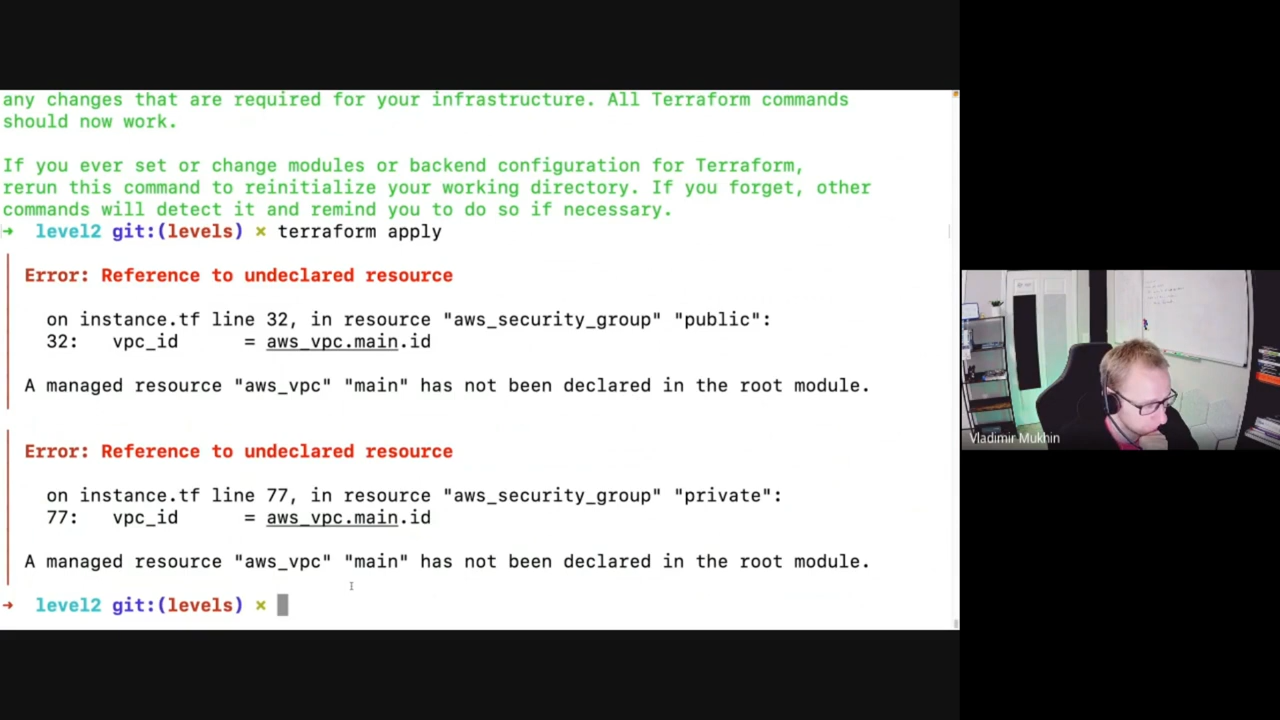 any changes that are required for your infrastructure. All Terraform commands
should now work.
If you ever set or change modules or backend configuration for Terraform,
rerun this command to reinitialize your working directory. If you forget, other
commands will detect it and remind you to do so if necessary.
→ level2 git:(levels) × terraform apply
Error: Reference to undeclared resource
on instance.tf line 32, in resource "aws_security_group" "public":
32: vpc_id = aws_vpc.main.id
A managed resource "aws_vpc" "main" has not been declared in the root module.
Error: Reference to undeclared resource
on instance.tf line 77, in resource "aws_security_group" "private":
77: vpc_id = aws_vpc.main.id
A managed resource "aws_vpc" "main" has not been declared in the root module.
→ level2 git:(levels) ×
Vladimir Mukhin